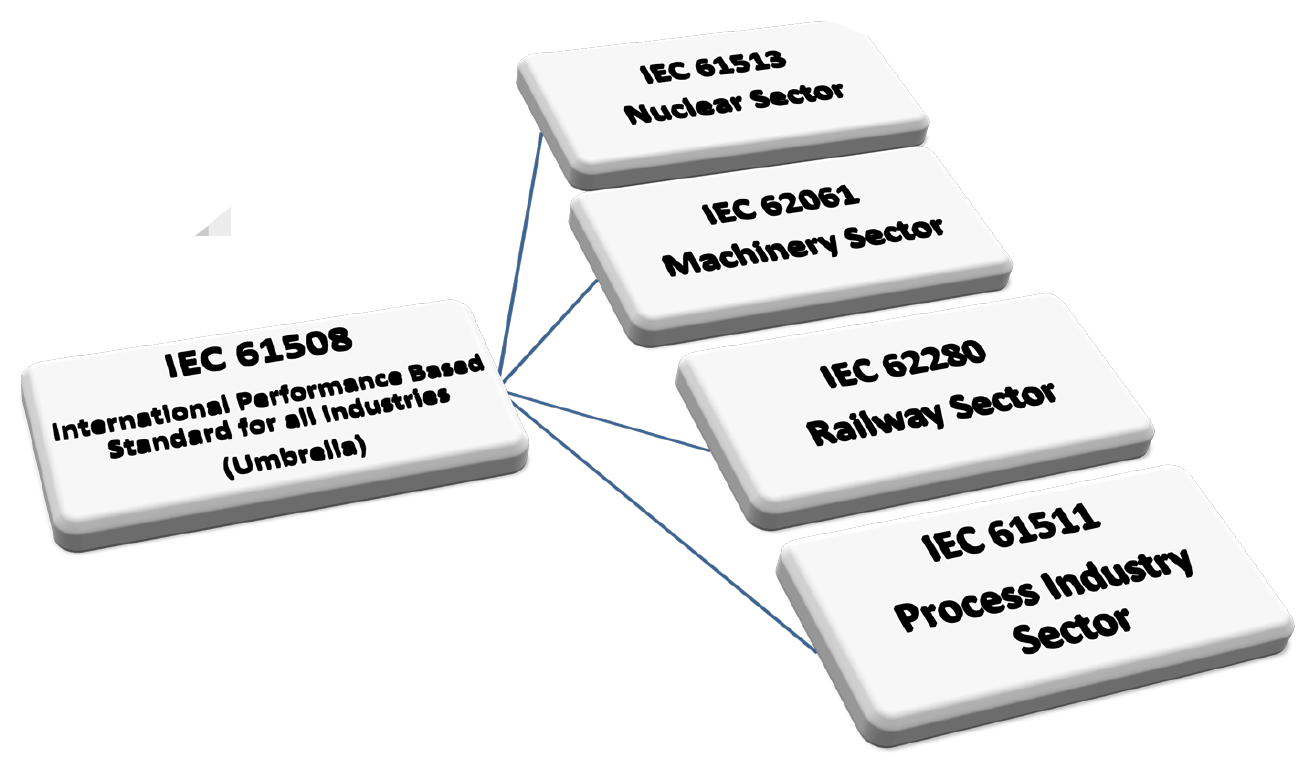 IEC 61513
Nuclear Sector
IEC 62061
Machinery Sector
IEC 61508
International Performance Based
Standard for all Industries
(Umbrella)
IEC 62280
Railway Sector
IEC 61511
Process Industry
Sector